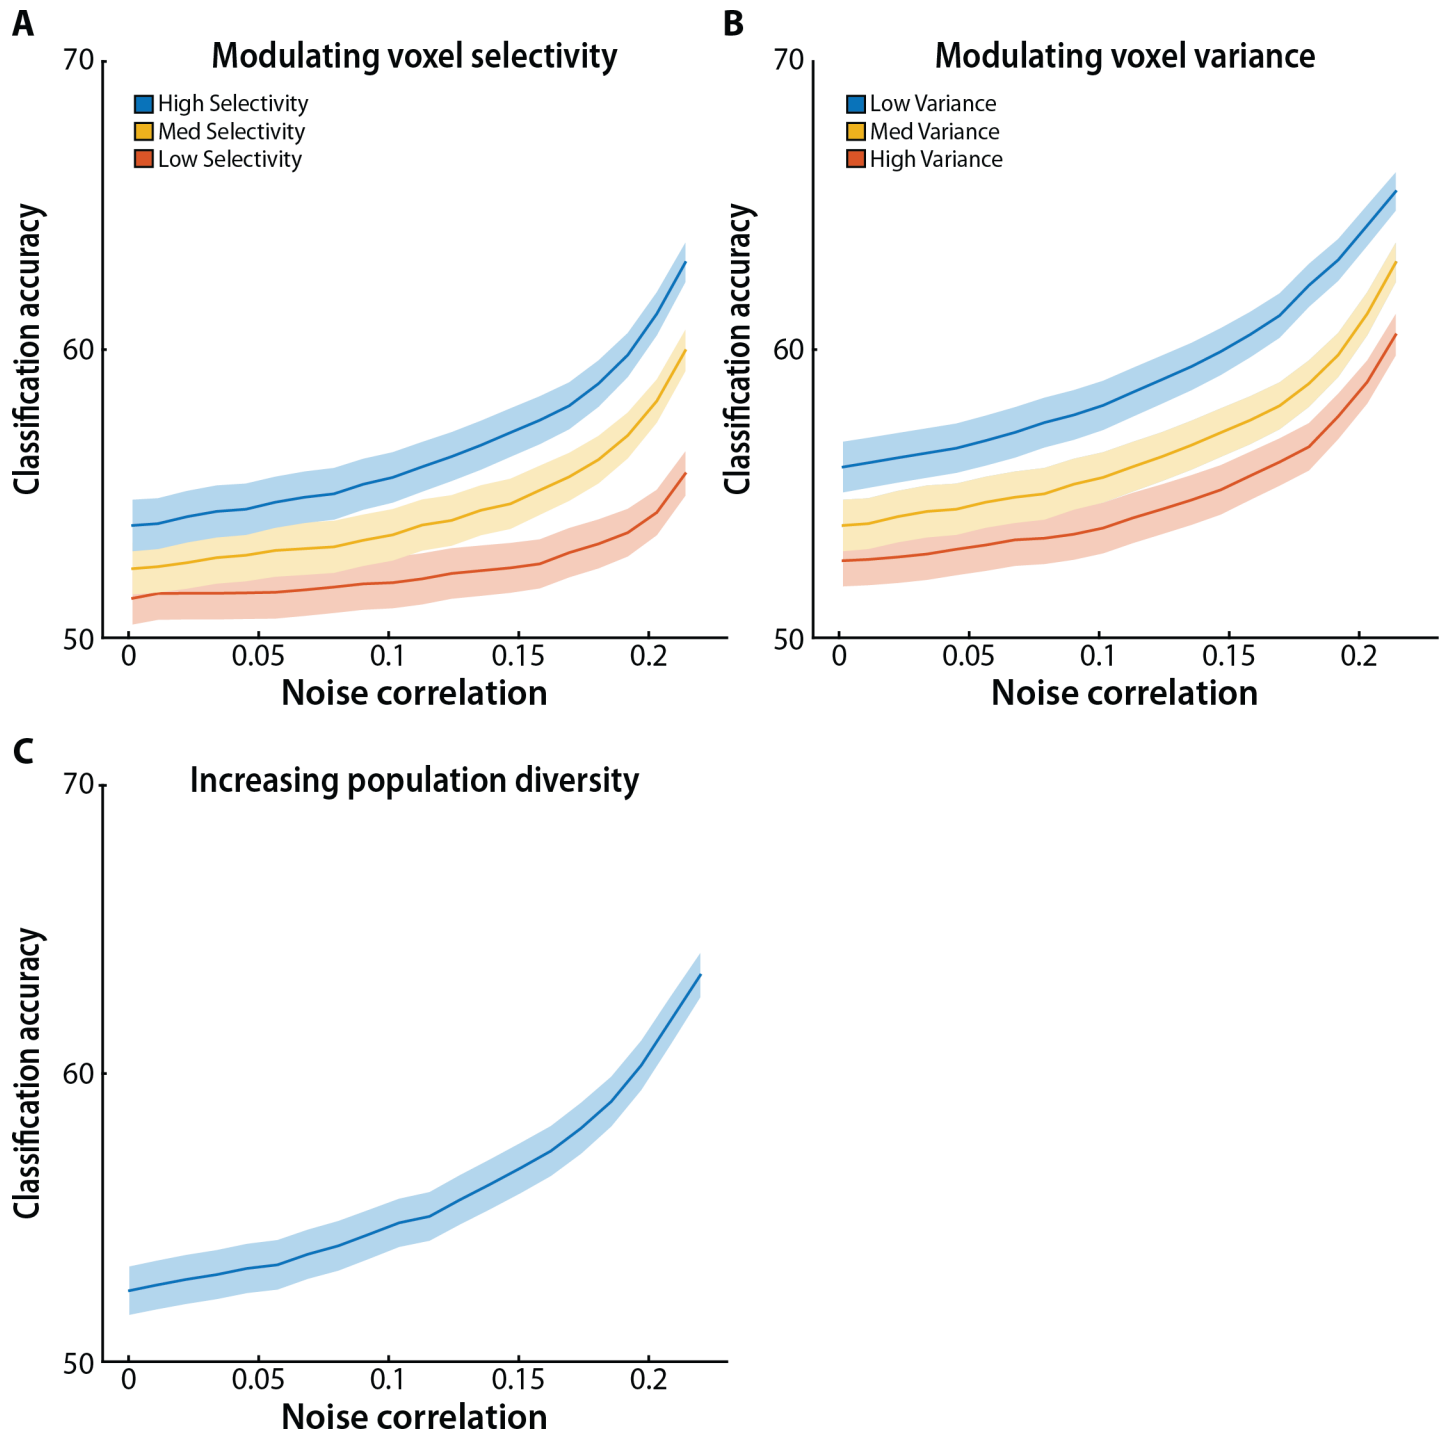 A
Modulating voxel selectivity
70
60
50
High Selectivity
Med Selectivity
Low Selectivity
Classification accuracy
0 0.05 0.1 0.15 0.2
Noise correlation
B
Modulating voxel variance
70
60
50
Low Variance
Med Variance
High Variance
Classification accuracy
0 0.05 0.1 0.15 0.2
Noise correlation
C
Increasing population diversity
70
60
50
Classification accuracy
0 0.05 0.1 0.15 0.2
Noise correlation